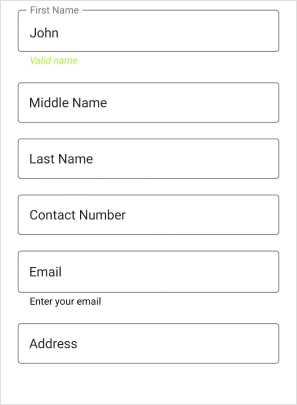 First Name
John
Valid name
Middle Name
Last Name
Contact Number
Email
Enter your email
Address